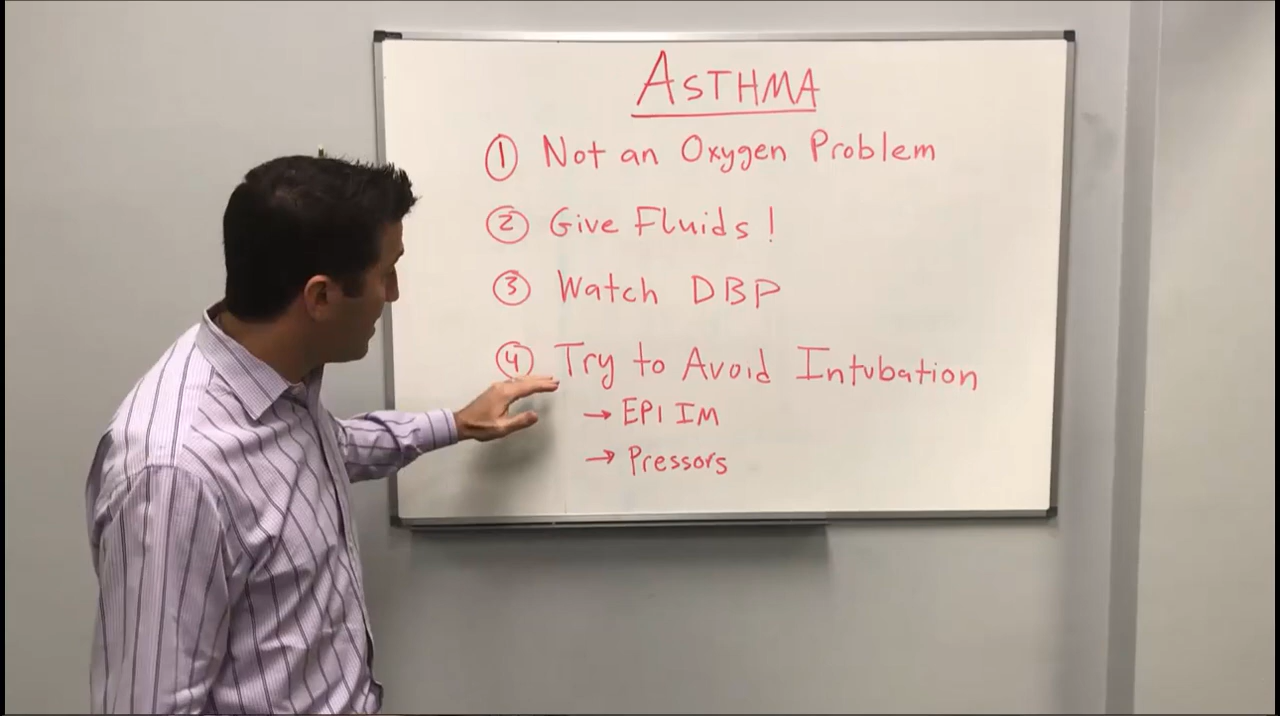 ASTHMA
① Not an Oxygen Problem
② Give Fluids!
③ Watch DBP
④ Try to Avoid Intubation
→ EPI IM
→ Pressors